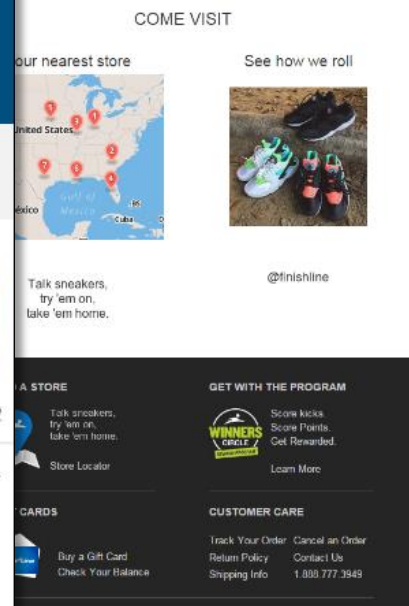 COME VISIT
our nearest store
See how we roll
United States
Gulf of
Mexico
éxico
Cuba
Talk sneakers,
try 'em on,
take 'em home.
@finishline
A STORE
Talk sneakers,
try 'em on,
take 'em home.
Store Locator
GET WITH THE PROGRAM
WINNERS
CIRCLE
Score kicks.
Score Points.
Get Rewarded.
Learn More
CARDS
Buy a Gift Card
Check Your Balance
CUSTOMER CARE
Track Your Order Cancel an Order
Return Policy Contact Us
Shipping Info 1.888.777.3949